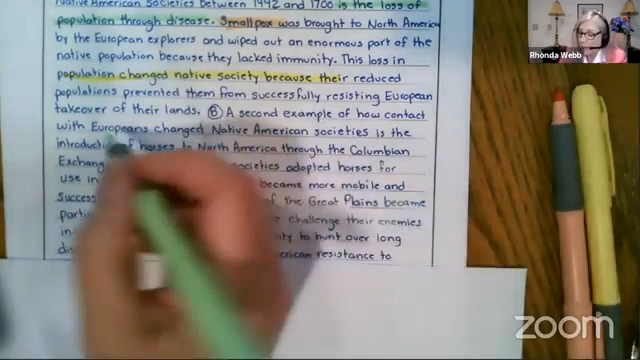 Native American Societies between 1492 and 1700 is the loss of
population through disease. Smallpox was brought to North America
by the European explorers and wiped out an enormous part of the
native population because they lacked immunity. This loss in
population changed native society because their reduced
populations prevented them from successfully resisting European
takeover of their lands. Ⓑ A second example of how contact
with Europeans changed Native American societies is the
of horses to North America through the Columbian
societies adopted horses for
use in became more mobile and
of the Great Plains became
challenge their enemies
to hunt over long
resistance to
Rhonda Webb
zoom